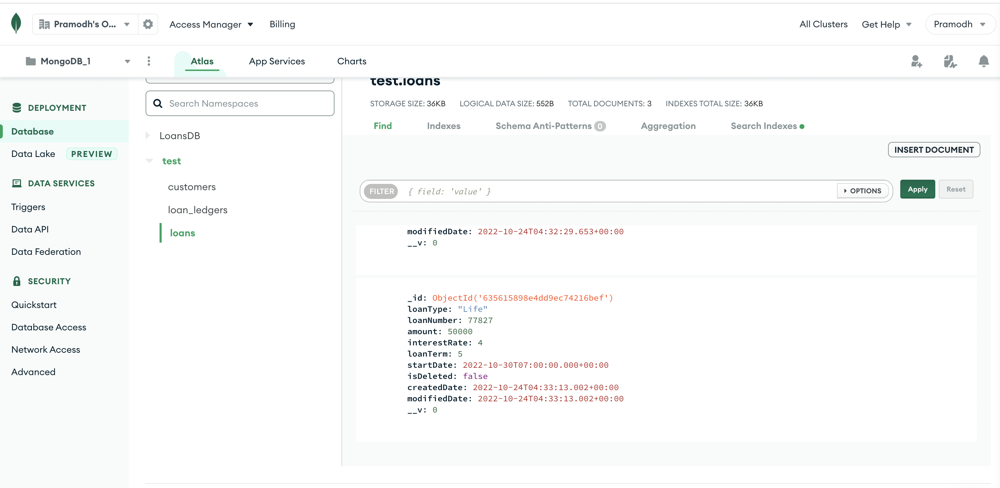 Pramodh's O...
Access Manager
Billing
All Clusters
Get Help
Pramodh
MongoDB_1
Atlas
App Services
Charts
DEPLOYMENT
Database
Data Lake
PREVIEW
DATA SERVICES
Triggers
Data API
Data Federation
SECURITY
Quickstart
Database Access
Network Access
Advanced
Search Namespaces
LoansDB
test
customers
loan_ledgers
loans
test.loans
STORAGE SIZE: 36KB LOGICAL DATA SIZE: 552B TOTAL DOCUMENTS: 3 INDEXES TOTAL SIZE: 36KB
Find Indexes Schema Anti-Patterns 0 Aggregation Search Indexes
INSERT DOCUMENT
FILTER { field: 'value' } OPTIONS Apply Reset
modifiedDate: 2022-10-24T04:32:29.653+00:00
__v: 0
_id: ObjectId('635615898e4dd9ec74216bef')
loanType: "Life"
loanNumber: 77827
amount: 50000
interestRate: 4
loanTerm: 5
startDate: 2022-10-30T07:00:00.000+00:00
isDeleted: false
createdDate: 2022-10-24T04:33:13.002+00:00
modifiedDate: 2022-10-24T04:33:13.002+00:00
__v: 0